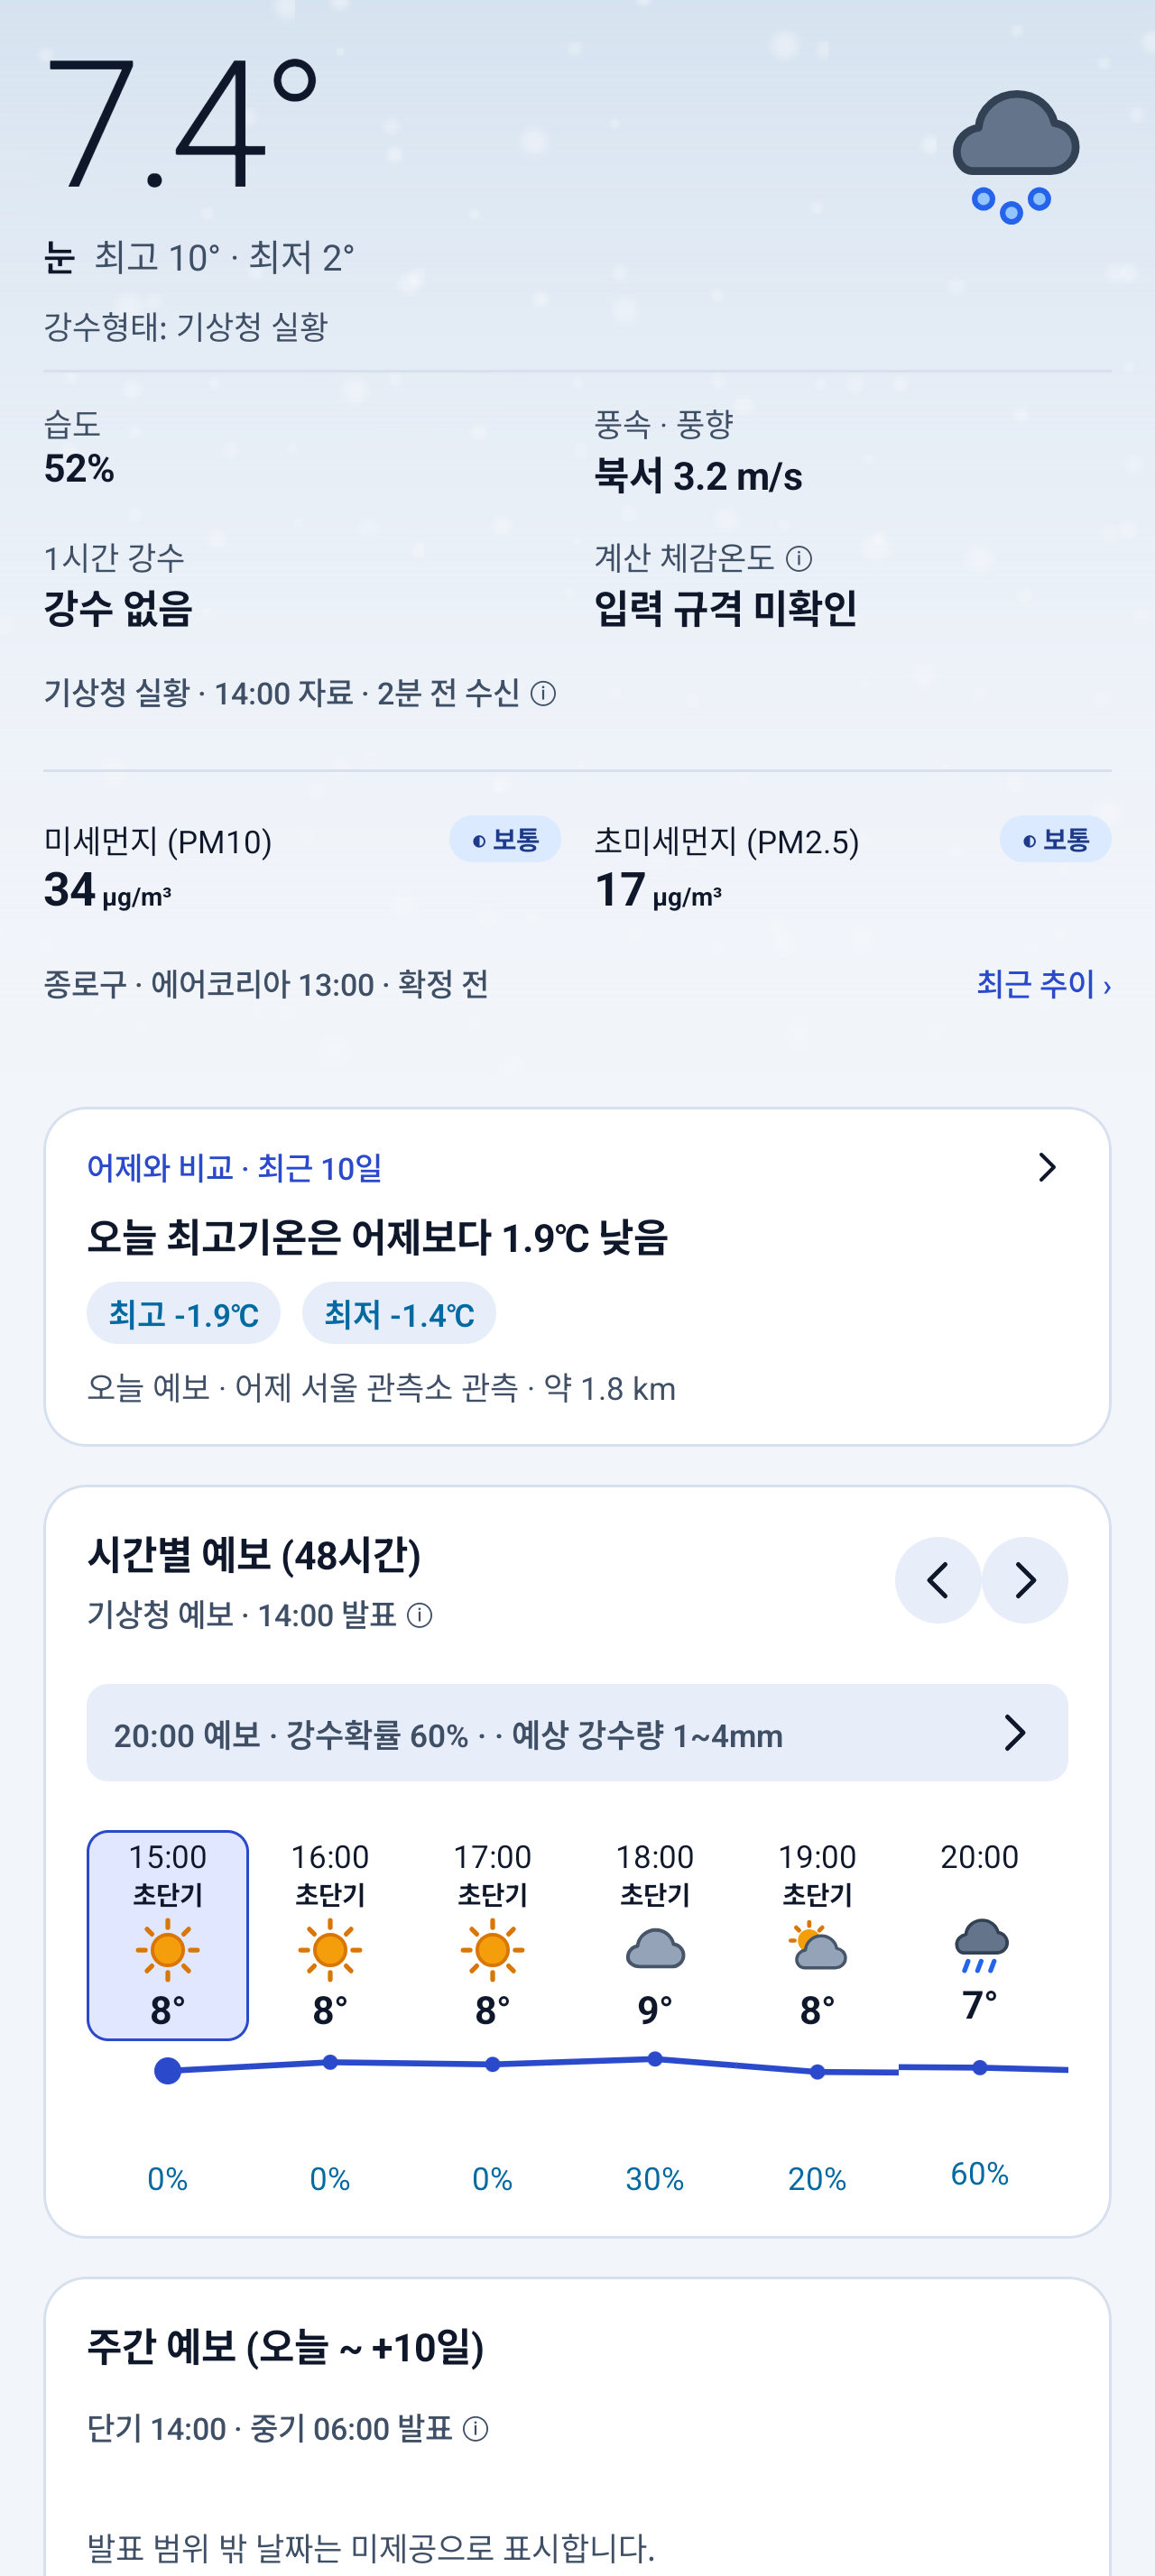 7.4°
눈 최고 10° · 최저 2°
강수형태: 기상청 실황
습도
52%
풍속 · 풍향
북서 3.2 m/s
1시간 강수
강수 없음
계산 체감온도 ⓘ
입력 규격 미확인
기상청 실황 · 14:00 자료 · 2분 전 수신 ⓘ
미세먼지 (PM10)
보통
34 µg/m³
초미세먼지 (PM2.5)
보통
17 µg/m³
종로구 · 에어코리아 13:00 · 확정 전
최근 추이 ›
어제와 비교 · 최근 10일
오늘 최고기온은 어제보다 1.9℃ 낮음
최고 -1.9℃ 최저 -1.4℃
오늘 예보 · 어제 서울 관측소 관측 · 약 1.8 km
시간별 예보 (48시간)
기상청 예보 · 14:00 발표 ⓘ
20:00 예보 · 강수확률 60% · · 예상 강수량 1~4mm
15:00 16:00 17:00 18:00 19:00 20:00
초단기 초단기 초단기 초단기 초단기
8° 8° 8° 9° 8° 7°
0% 0% 0% 30% 20% 60%
주간 예보 (오늘 ~ +10일)
단기 14:00 · 중기 06:00 발표 ⓘ
발표 범위 밖 날짜는 미제공으로 표시합니다.